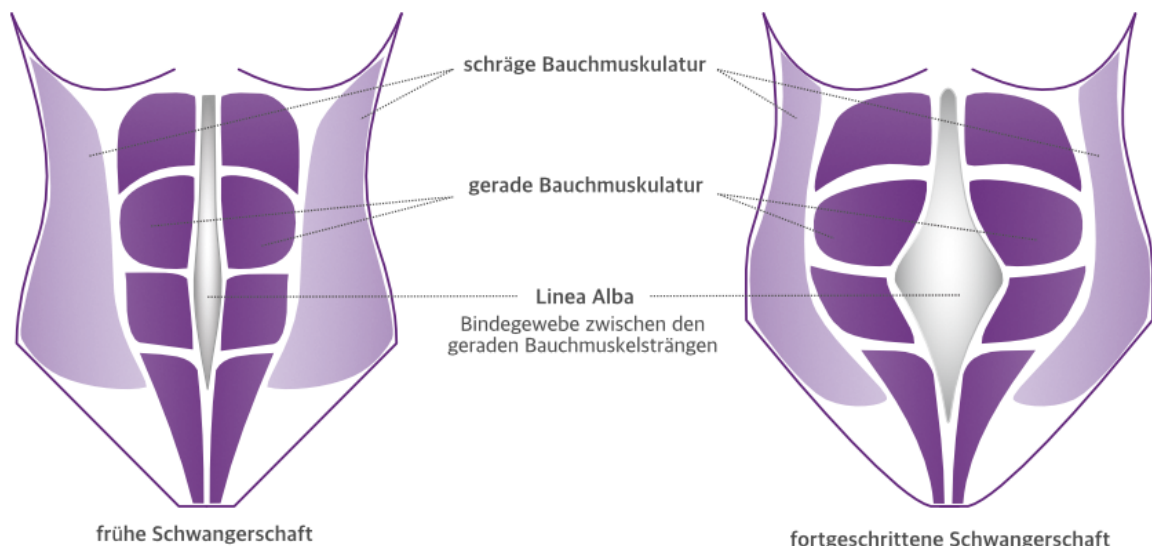 schräge Bauchmuskulatur
gerade Bauchmuskulatur
Linea Alba
Bindegewebe zwischen den
geraden Bauchmuskelsträngen
frühe Schwangerschaft
fortgeschrittene Schwangerschaft